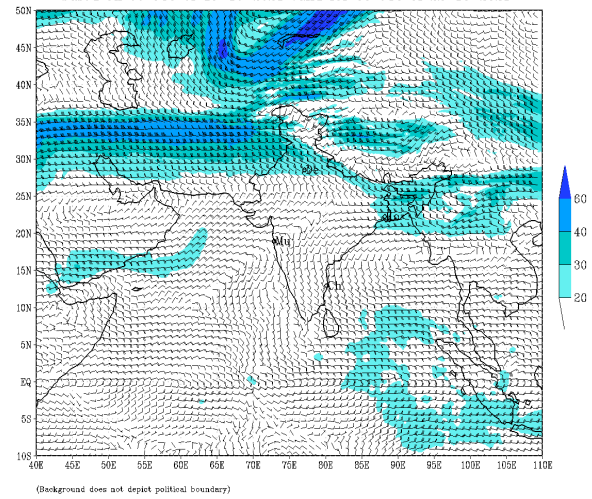 50N
45N
40N
35N
30N
25N
20N
15N
10N
5N
EQ
5S
10S
Mu
Ch
60
40
30
20
40E 45E 50E 55E 60E 65E 70E 75E 80E 85E 90E 95E 100E 105E 110E
(Background does not depict political boundary)